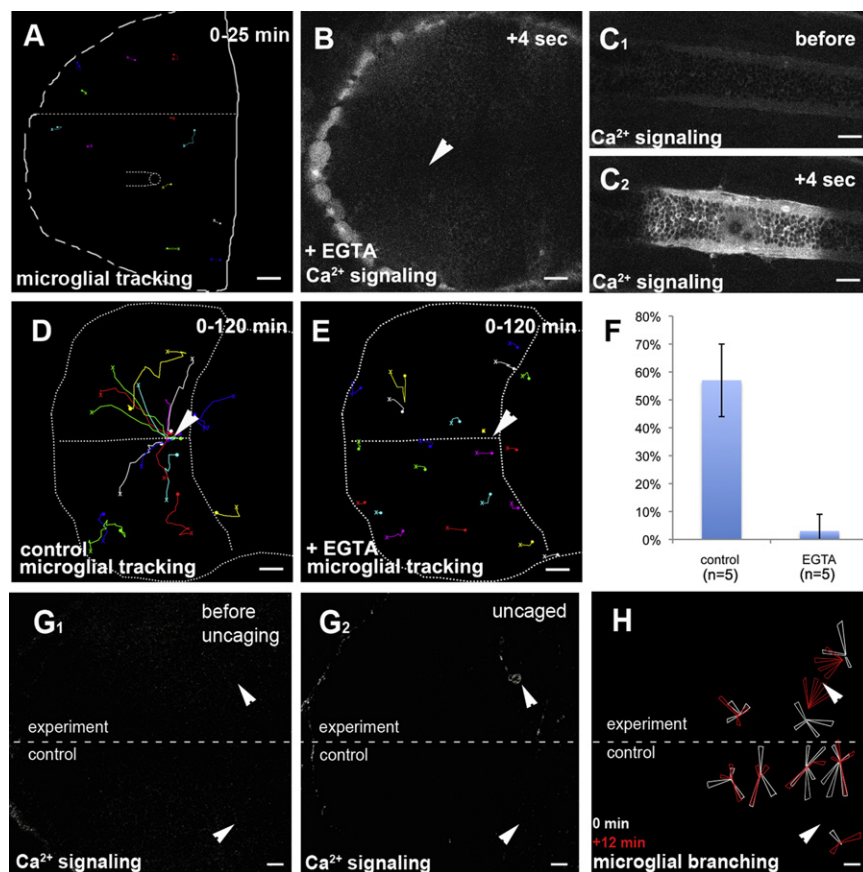 A
0-25 min
microglial tracking
B
+4 sec
+ EGTA
Ca²⁺ signaling
C₁
before
Ca²⁺ signaling
C₂
+4 sec
Ca²⁺ signaling
D
0-120 min
control
microglial tracking
E
0-120 min
+ EGTA
microglial tracking
F
80%
70%
60%
50%
40%
30%
20%
10%
0%
control
(n=5)
EGTA
(n=5)
G₁
before
uncaging
experiment
control
Ca²⁺ signaling
G₂
uncaged
experiment
control
Ca²⁺ signaling
H
experiment
control
0 min
+12 min
microglial branching